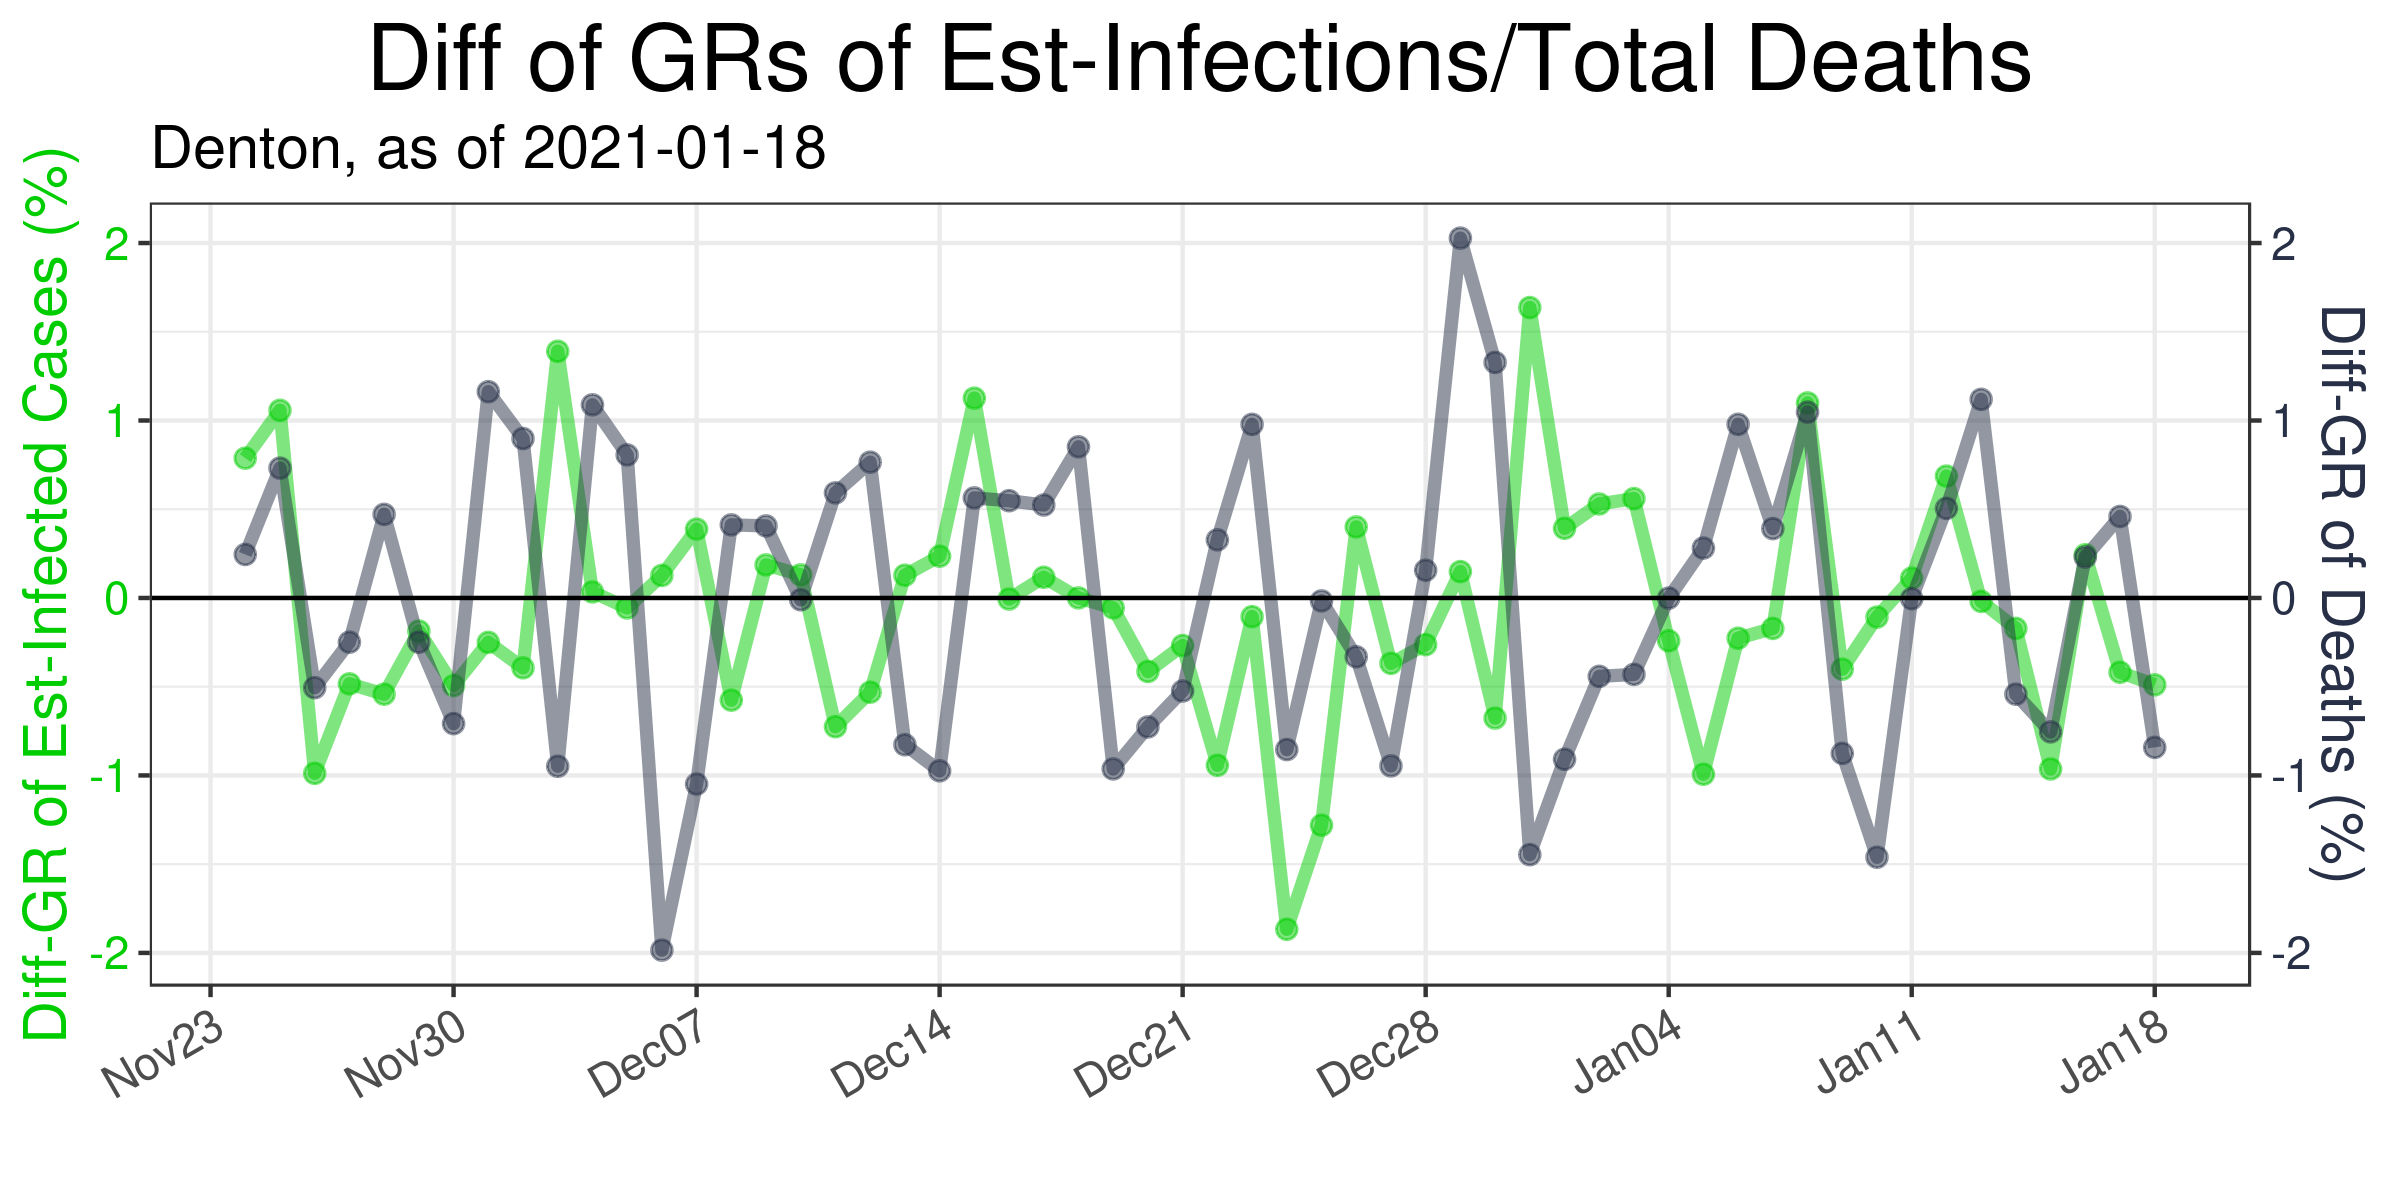 Diff of GRs of Est-Infections/Total Deaths
Denton, as of 2021-01-18
Diff-GR of Est-Infected Cases (%)
2
1
0
-1
-2
2
1
0
-1
-2
Diff-GR of Deaths (%)
Nov23
Nov30
Dec07
Dec14
Dec21
Dec28
Jan04
Jan11
Jan18